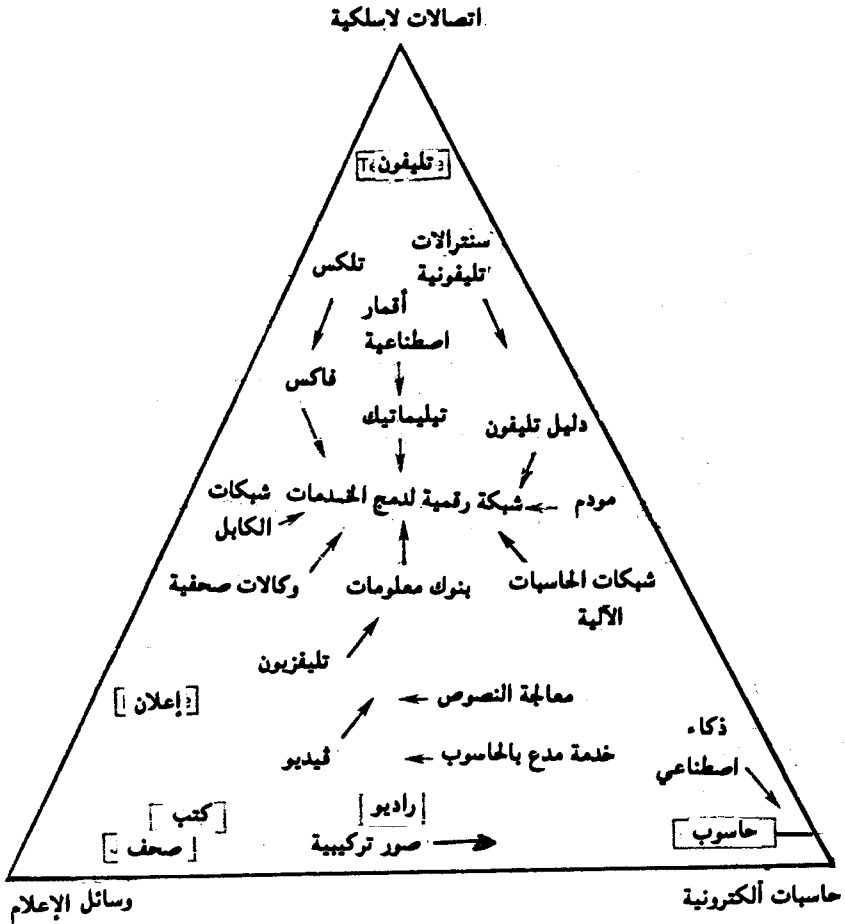 اتصالات لاسلكية
تليفون
سنترالات
تليفونية
تلكس
أقمار
اصطناعية
فاكس
تيليماتيك
دليل تليفون
مودم
شبكة رقمية لدمج الخدمات
شبكات
الكابل
شبكات الحاسبات
الآلية
بنوك معلومات
وكالات صحفية
تليفزيون
إعلان
معالجة النصوص
ذكاء
اصطناعي
خدمة مدع بالحاسوب
ڤيديو
راديو
كتب
حاسوب
صور تركيبية
صحف
حاسبات ألكترونية
وسائل الإعلام